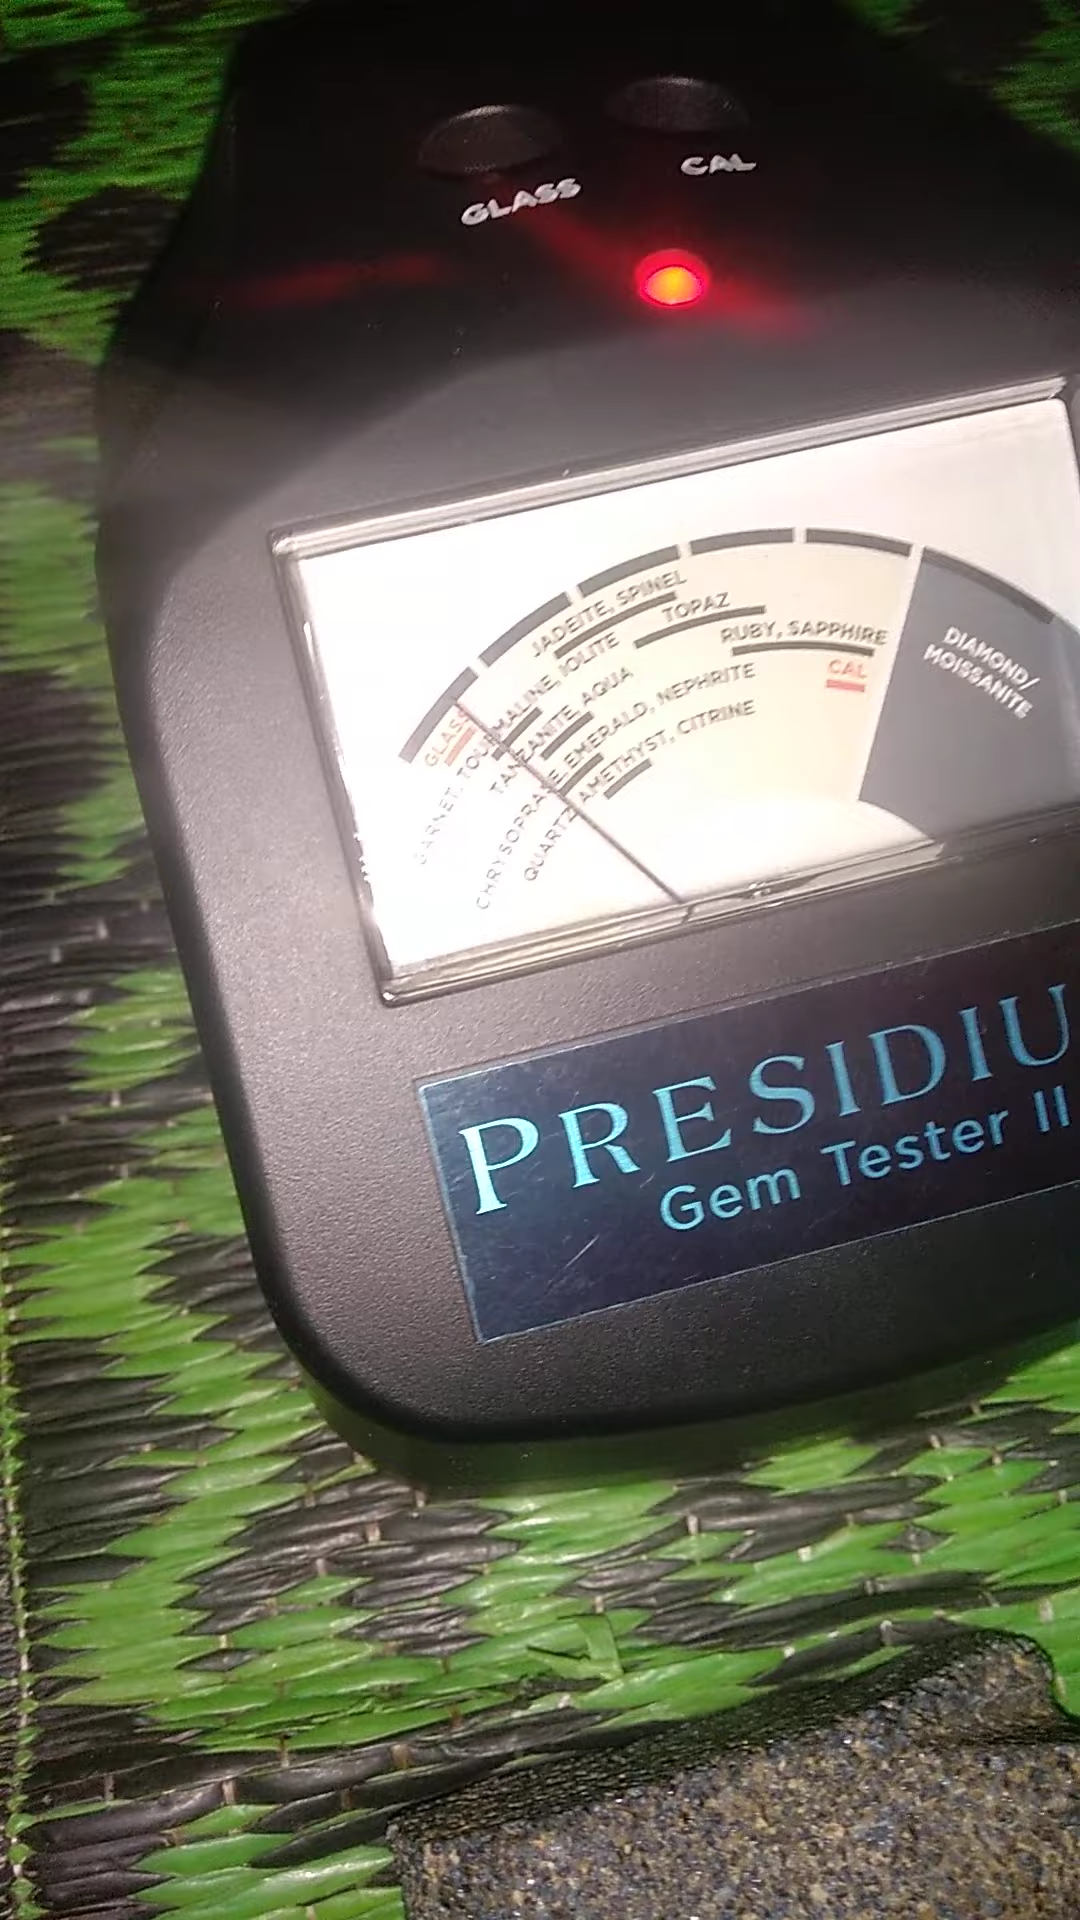 GLASS
CAL
JADEITE, SPINEL
TOPAZ
RUBY, SAPPHIRE
CAL
DIAMOND/
MOISSANITE
GLASS
GARNET, TOURMALINE, IOLITE
TANZANITE, AQUA
CHRYSOPRASE, EMERALD, NEPHRITE
QUARTZ, AMETHYST, CITRINE
PRESIDIU
Gem Tester II